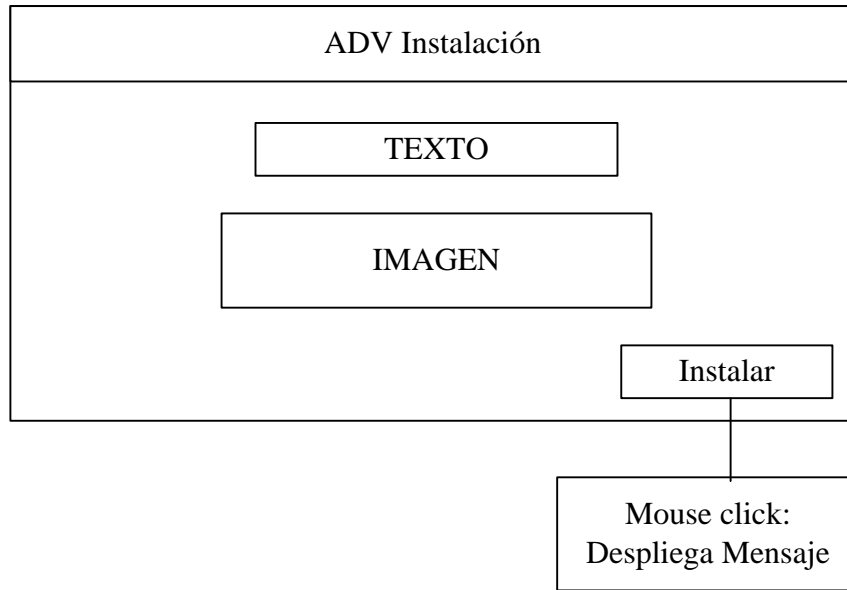 ADV Instalación
TEXTO
IMAGEN
Instalar
Mouse click:
Despliega Mensaje